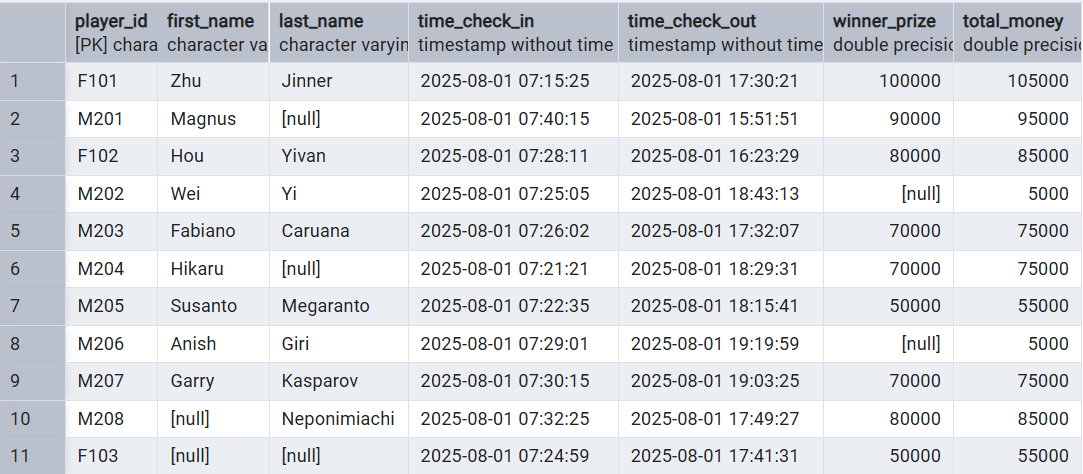 player_id first_name last_name time_check_in time_check_out winner_prize total_money
[PK] chara character va character varyin timestamp without time timestamp without time double precisio double precisio
1 F101 Zhu Jinner 2025-08-01 07:15:25 2025-08-01 17:30:21 100000 105000
2 M201 Magnus [null] 2025-08-01 07:40:15 2025-08-01 15:51:51 90000 95000
3 F102 Hou Yivan 2025-08-01 07:28:11 2025-08-01 16:23:29 80000 85000
4 M202 Wei Yi 2025-08-01 07:25:05 2025-08-01 18:43:13 [null] 5000
5 M203 Fabiano Caruana 2025-08-01 07:26:02 2025-08-01 17:32:07 70000 75000
6 M204 Hikaru [null] 2025-08-01 07:21:21 2025-08-01 18:29:31 70000 75000
7 M205 Susanto Megaranto 2025-08-01 07:22:35 2025-08-01 18:15:41 50000 55000
8 M206 Anish Giri 2025-08-01 07:29:01 2025-08-01 19:19:59 [null] 5000
9 M207 Garry Kasparov 2025-08-01 07:30:15 2025-08-01 19:03:25 70000 75000
10 M208 [null] Neponimiachi 2025-08-01 07:32:25 2025-08-01 17:49:27 80000 85000
11 F103 [null] [null] 2025-08-01 07:24:59 2025-08-01 17:41:31 50000 55000